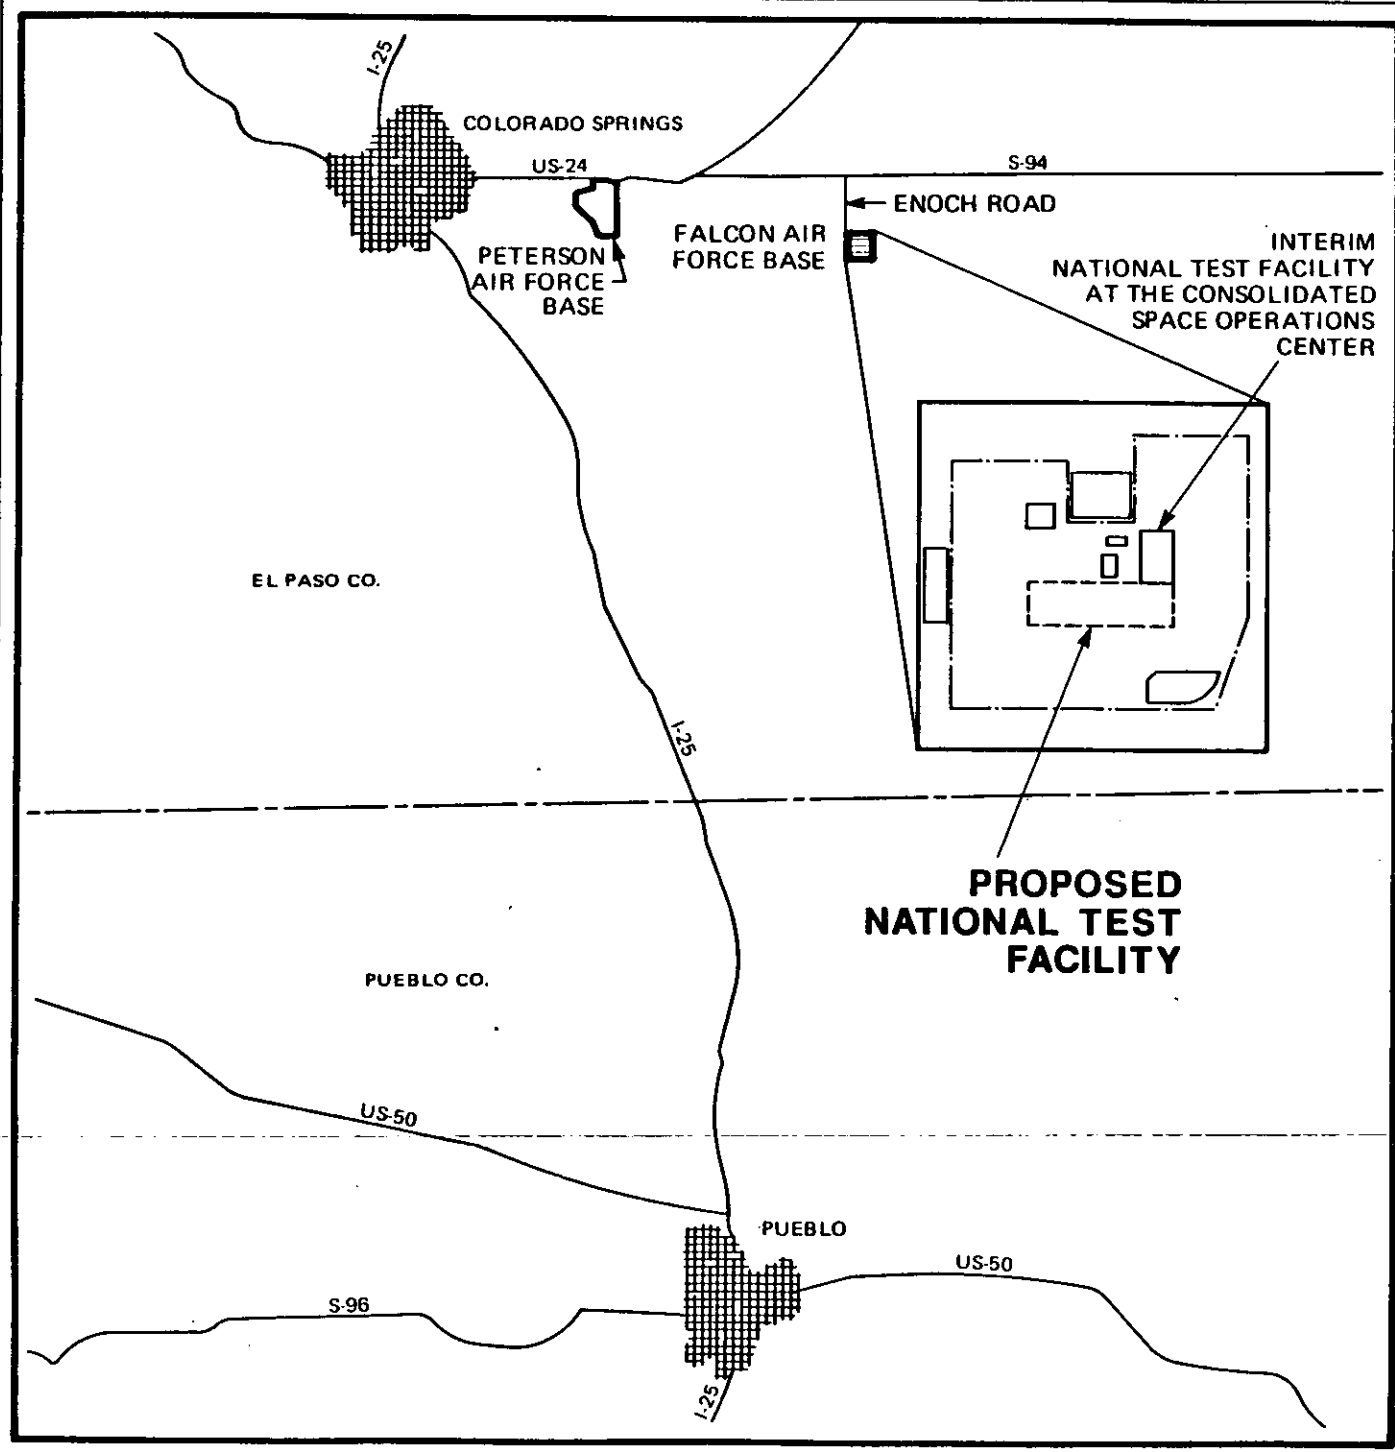 I-25
COLORADO SPRINGS
US-24
S-94
ENOCH ROAD
FALCON AIR
FORCE BASE
PETERSON
AIR FORCE
BASE
INTERIM
NATIONAL TEST FACILITY
AT THE CONSOLIDATED
SPACE OPERATIONS
CENTER
EL PASO CO.
I-25
PROPOSED
NATIONAL TEST
FACILITY
PUEBLO CO.
US-50
PUEBLO
US-50
S-96
I-25